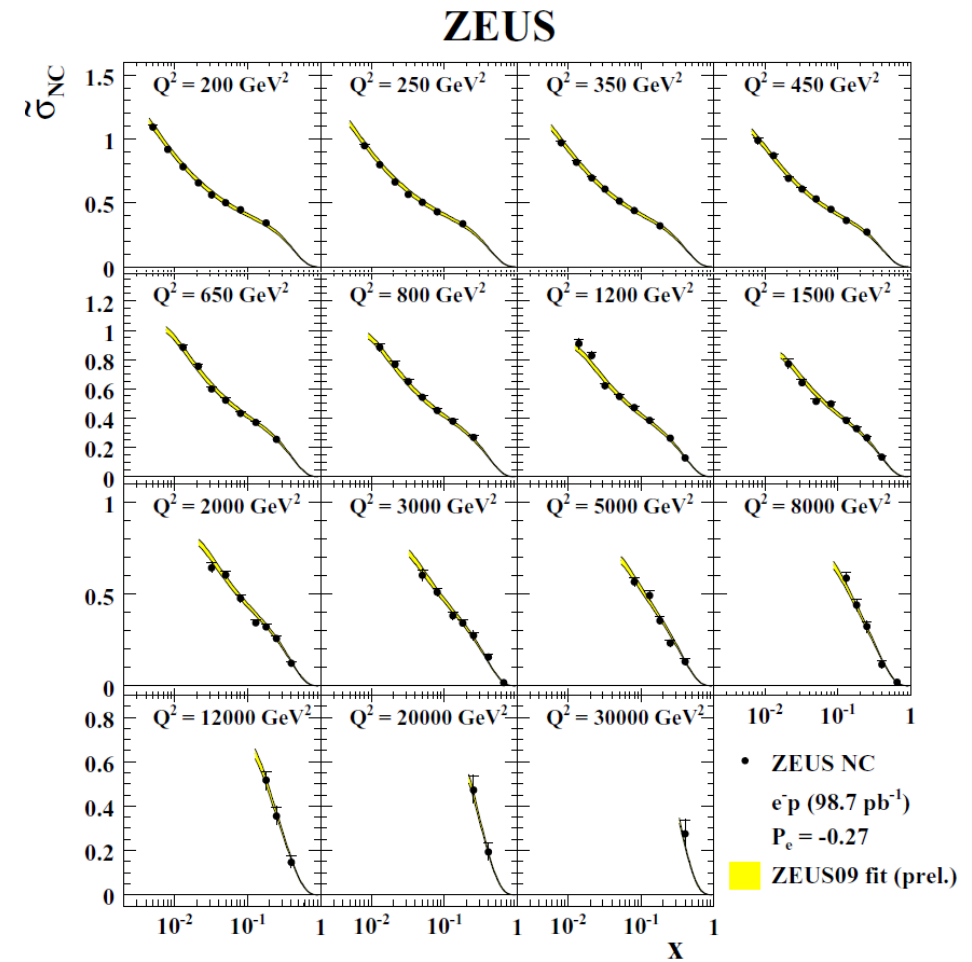 ZEUS
σ̃NC
Q² = 200 GeV² Q² = 250 GeV² Q² = 350 GeV² Q² = 450 GeV²
1.5
1
0.5
0
Q² = 650 GeV² Q² = 800 GeV² Q² = 1200 GeV² Q² = 1500 GeV²
1.2
1
0.8
0.6
0.4
0.2
0
Q² = 2000 GeV² Q² = 3000 GeV² Q² = 5000 GeV² Q² = 8000 GeV²
1
0.5
0
10⁻² 10⁻¹ 1
Q² = 12000 GeV² Q² = 20000 GeV² Q² = 30000 GeV²
0.8
0.6
0.4
0.2
0
ZEUS NC
e⁻p (98.7 pb⁻¹)
Pe = -0.27
ZEUS09 fit (prel.)
10⁻² 10⁻¹ 1 10⁻² 10⁻¹ 1 10⁻² 10⁻¹ 1
x